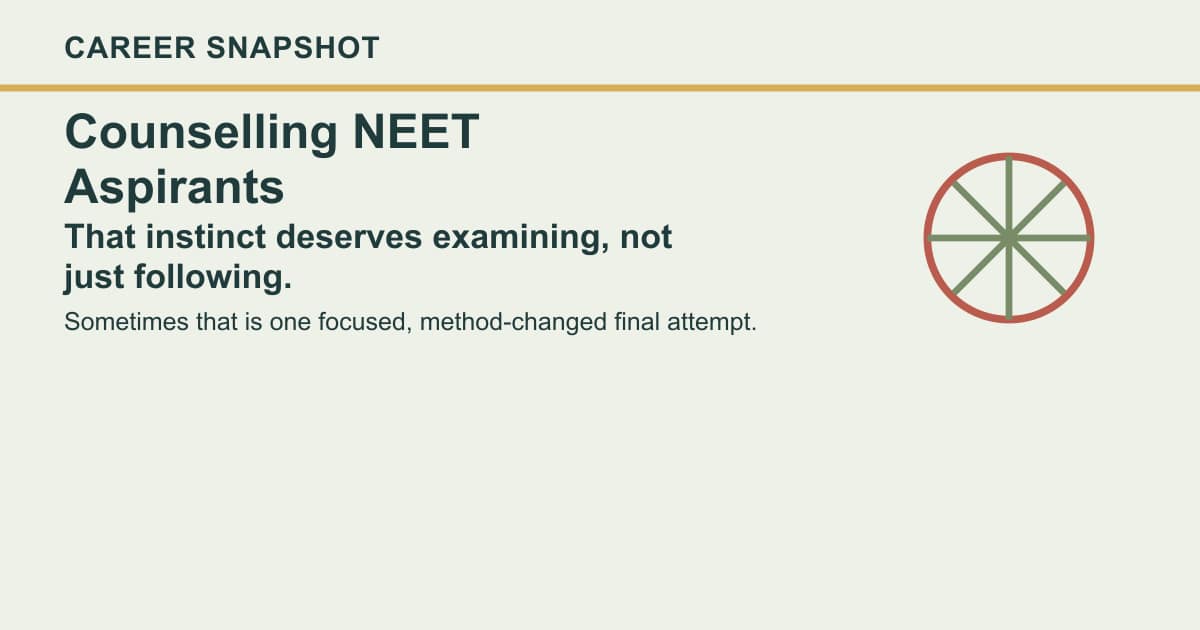 CAREER SNAPSHOT
Counselling NEET
Aspirants
That instinct deserves examining, not
just following.
Sometimes that is one focused, method-changed final attempt.